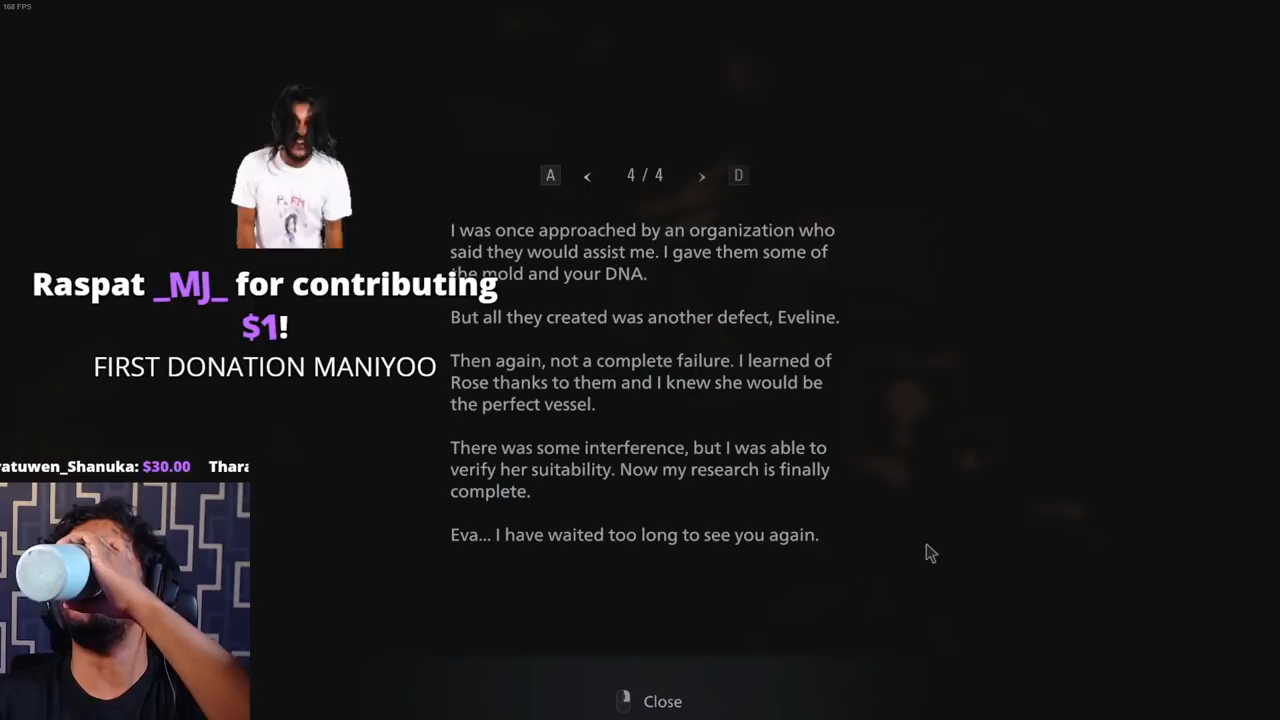 168 FPS
A < 4 / 4 > D
I was once approached by an organization who
said they would assist me. I gave them some of
the mold and your DNA.
But all they created was another defect, Eveline.
Then again, not a complete failure. I learned of
Rose thanks to them and I knew she would be
the perfect vessel.
There was some interference, but I was able to
verify her suitability. Now my research is finally
complete.
Eva... I have waited too long to see you again.
Raspat _MJ_ for contributing
$1!
FIRST DONATION MANIYOO
ratuwen_Shanuka: $30.00 Thara
Close